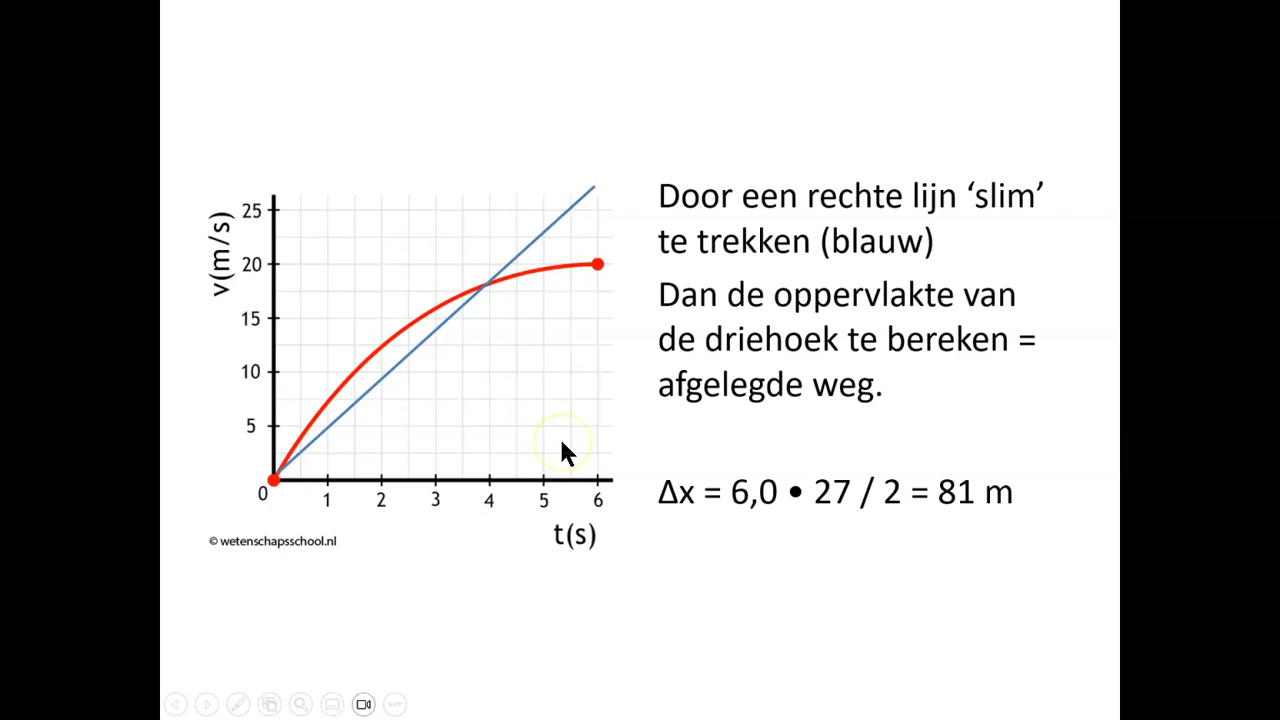 Door een rechte lijn ‘slim’
te trekken (blauw)
Dan de oppervlakte van
de driehoek te bereken =
afgelegde weg.
Δx = 6,0 • 27 / 2 = 81 m
v(m/s)
25
20
15
10
5
0
1 2 3 4 5 6
t(s)
© wetenschapsschool.nl